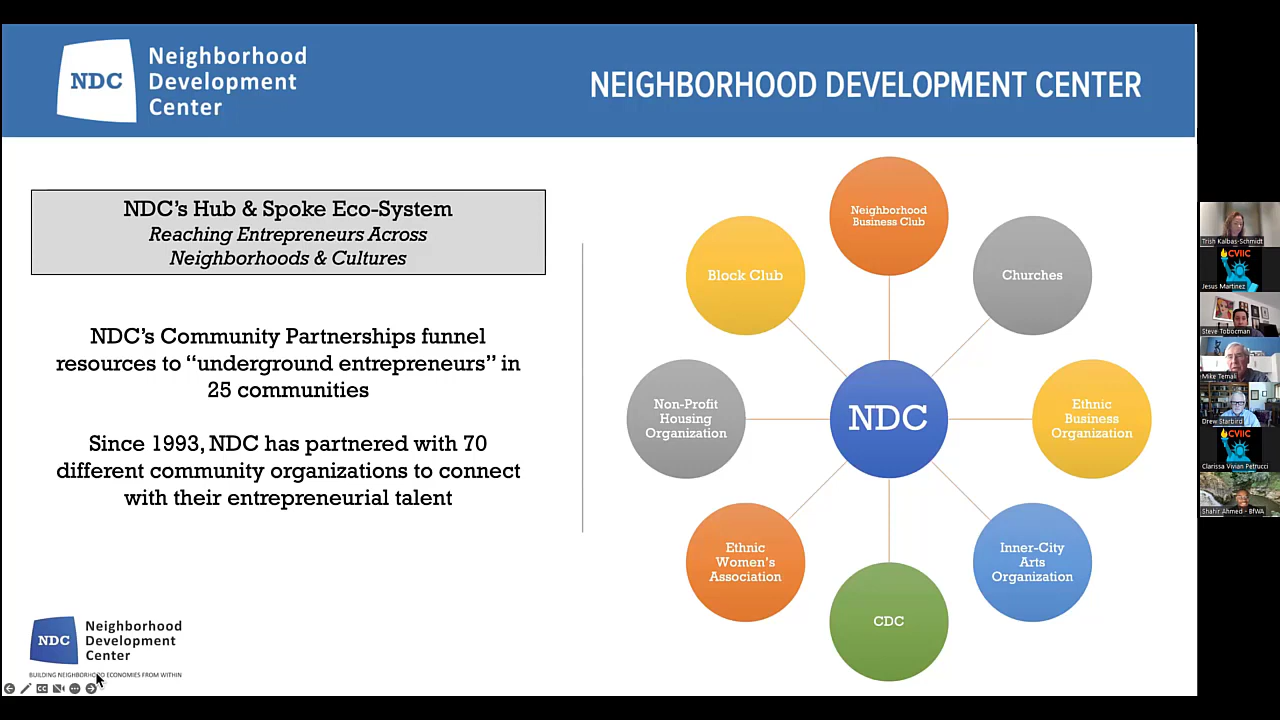 NDC
Neighborhood
Development
Center
NEIGHBORHOOD DEVELOPMENT CENTER
NDC's Hub & Spoke Eco-System
Reaching Entrepreneurs Across
Neighborhoods & Cultures
NDC's Community Partnerships funnel
resources to “underground entrepreneurs” in
25 communities
Since 1993, NDC has partnered with 70
different community organizations to connect
with their entrepreneurial talent
Neighborhood
Business Club
Block Club
Churches
Non-Profit
Housing
Organization
NDC
Ethnic
Business
Organization
Ethnic
Women's
Association
Inner-City
Arts
Organization
CDC
NDC
Neighborhood
Development
Center
BUILDING NEIGHBORHOOD ECONOMIES FROM WITHIN
CC
Trish Kalbas-Schmidt
CVIIC
Jesus Martinez
Steve Tobocman
Mike Temali
Drew Starbird
CVIIC
Clarissa Vivian Petrucci
Shahir Ahmed - BfWA